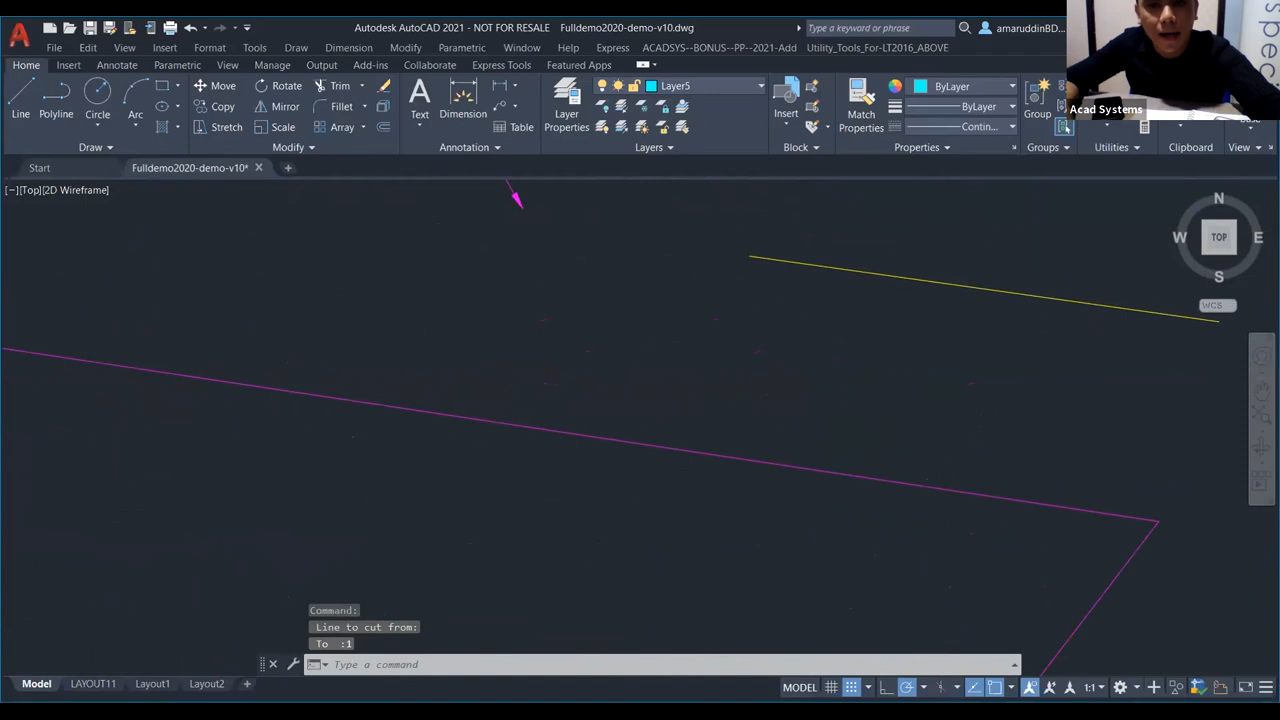 Autodesk AutoCAD 2021 - NOT FOR RESALE Fulldemo2020-demo-v10.dwg
Type a keyword or phrase
amaruddinBD...
File Edit View Insert Format Tools Draw Dimension Modify Parametric Window Help Express ACADSYS--BONUS--PP--2021-Add Utility_Tools_For-LT2016_ABOVE
Home Insert Annotate Parametric View Manage Output Add-ins Collaborate Express Tools Featured Apps
Acad Systems
Line Polyline Circle Arc
Move Rotate Trim
Copy Mirror Fillet
Stretch Scale Array
Text Dimension Table
Layer
Properties
Layer5
Insert
Match
Properties
ByLayer
ByLayer
Contin...
Group
Draw Modify Annotation Layers Block Properties Groups Utilities Clipboard View
Start Fulldemo2020-demo-v10*
[−][Top][2D Wireframe]
N
W TOP E
S
WCS
Command:
Line to cut from:
To :1
Type a command
Model LAYOUT11 Layout1 Layout2
MODEL 1:1